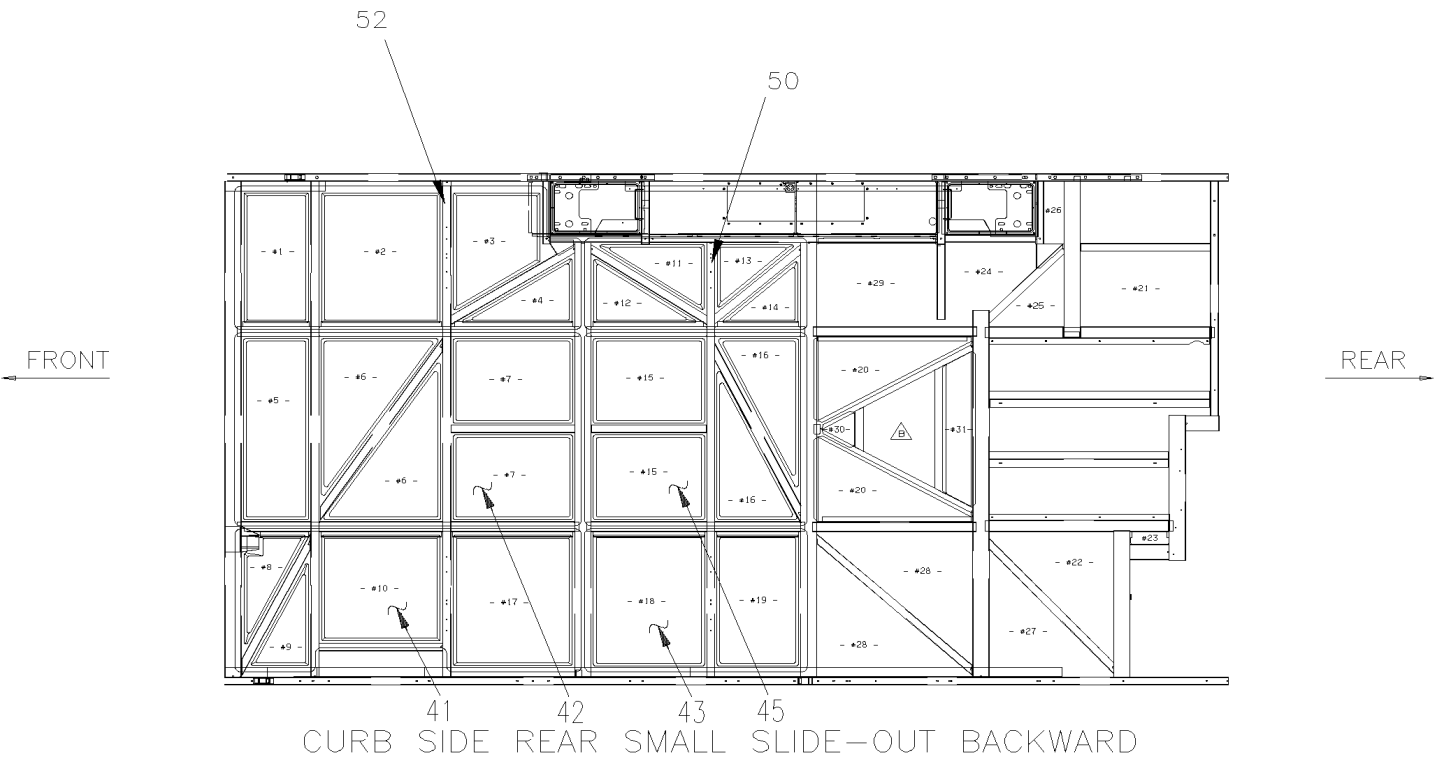 52
50
- #1 -
- #2 -
- #3 -
- #4 -
- #11 -
- #12 -
- #13 -
- #14 -
#26
- #29 -
- #24 -
- #25 -
- #21 -
FRONT
REAR
- #5 -
- #6 -
- #7 -
- #15 -
- #16 -
- #20 -
#30 -
B
- #31 -
- #6 -
- #7 -
- #15 -
- #16
- #20 -
- #8 -
- #9 -
- #10 -
- #17 -
- #18 -
- #19 -
- #28 -
- #28 -
- #22 -
- #23 -
- #27 -
41
42
43
45
CURB SIDE REAR SMALL SLIDE-OUT BACKWARD